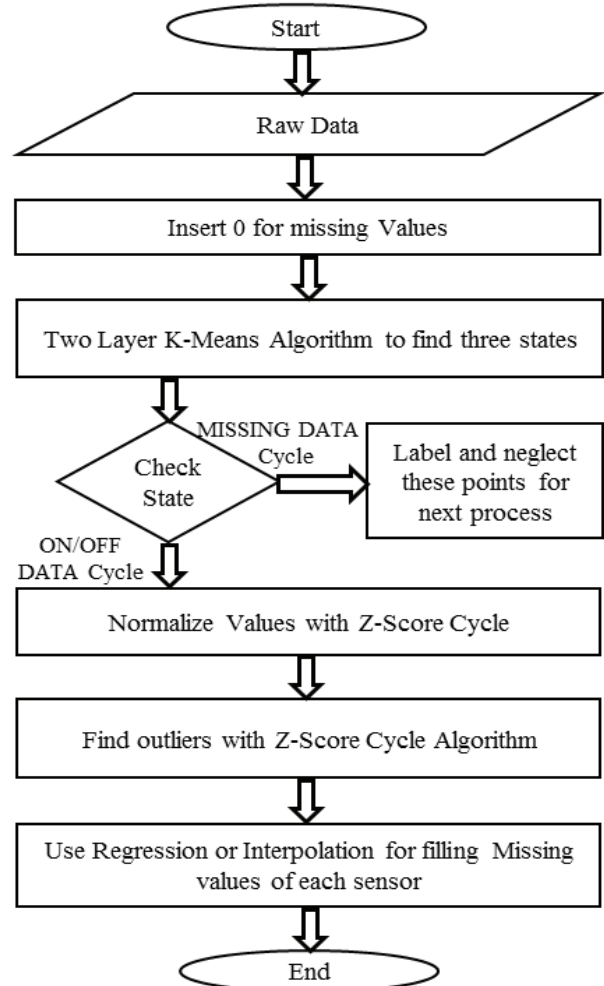 Start
Raw Data
Insert 0 for missing Values
Two Layer K-Means Algorithm to find three states
MISSING DATA
Cycle
Check
State
Label and neglect
these points for
next process
ON/OFF
DATA Cycle
Normalize Values with Z-Score Cycle
Find outliers with Z-Score Cycle Algorithm
Use Regression or Interpolation for filling Missing
values of each sensor
End